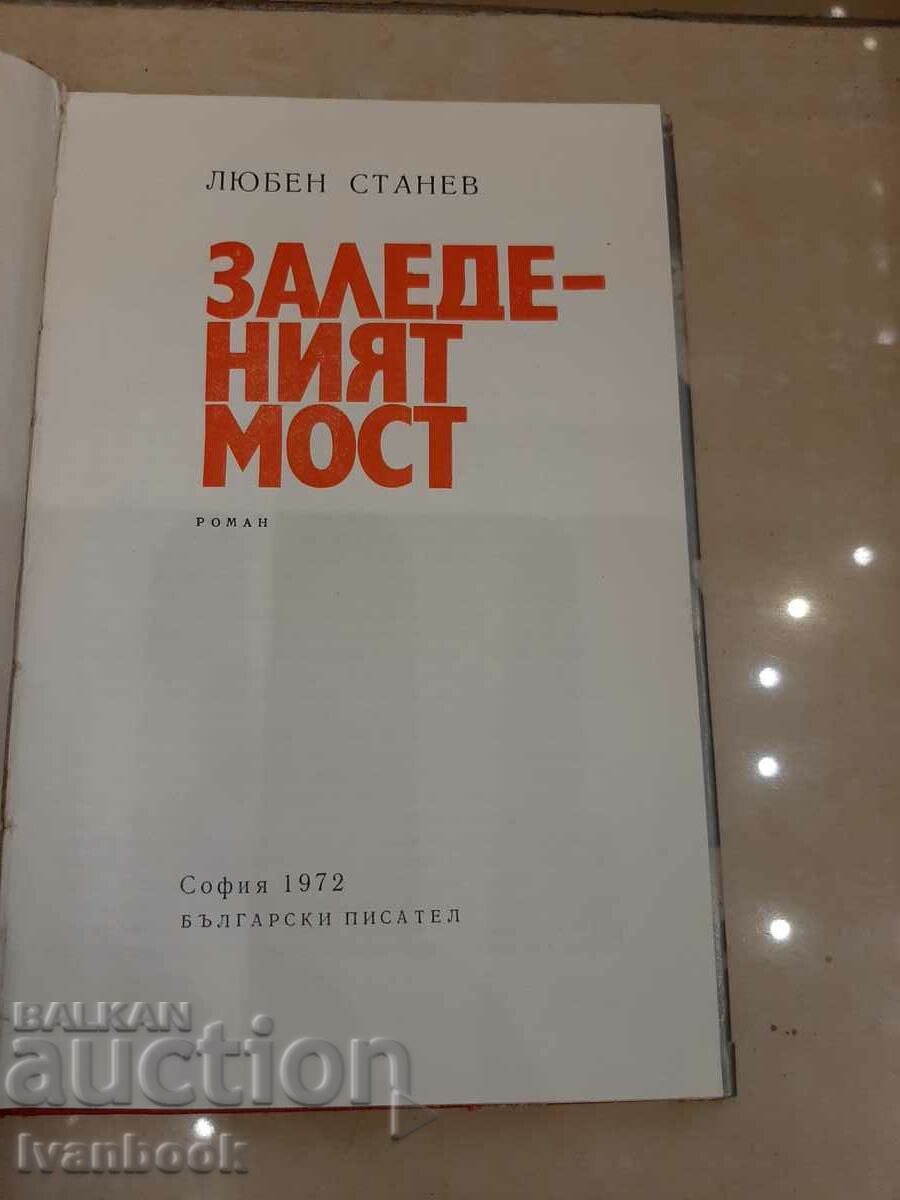 ЛЮБЕН СТАНЕВ
ЗАЛЕДЕ-
НИЯТ
МОСТ
РОМАН
София 1972
БЪЛГАРСКИ ПИСАТЕЛ
BALKAN
auction
Ivanbook